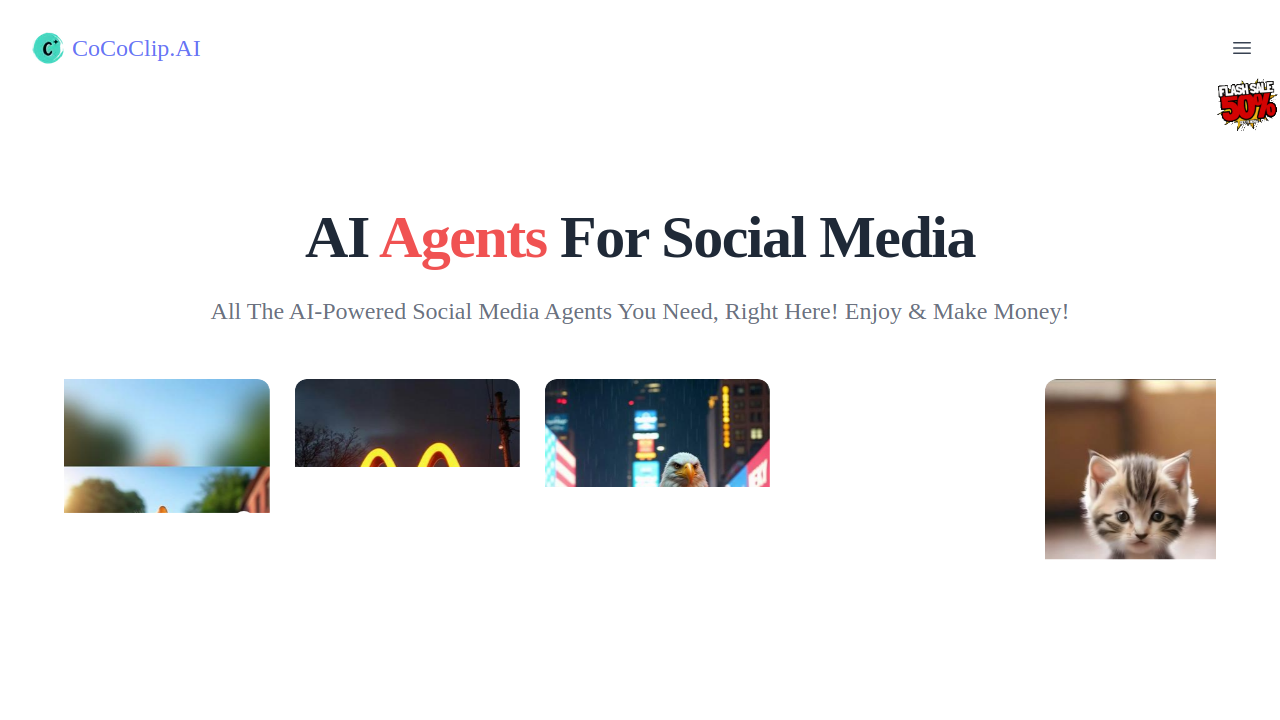 CoCoClip.AI
FLASH SALE
50%
AI Agents For Social Media
All The AI-Powered Social Media Agents You Need, Right Here! Enjoy & Make Money!